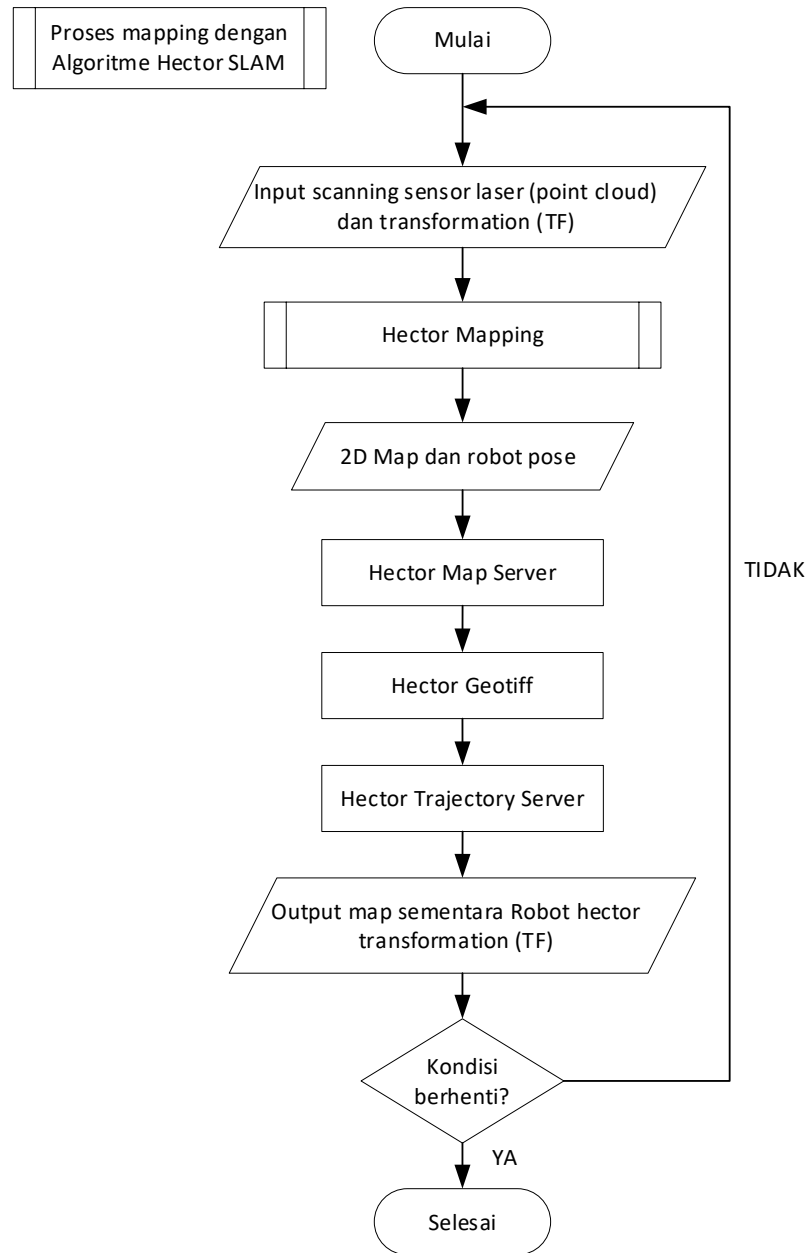 Proses mapping dengan
Algoritme Hector SLAM
Mulai
Input scanning sensor laser (point cloud)
dan transformation (TF)
Hector Mapping
2D Map dan robot pose
Hector Map Server
TIDAK
Hector Geotiff
Hector Trajectory Server
Output map sementara Robot hector
transformation (TF)
Kondisi
berhenti?
YA
Selesai